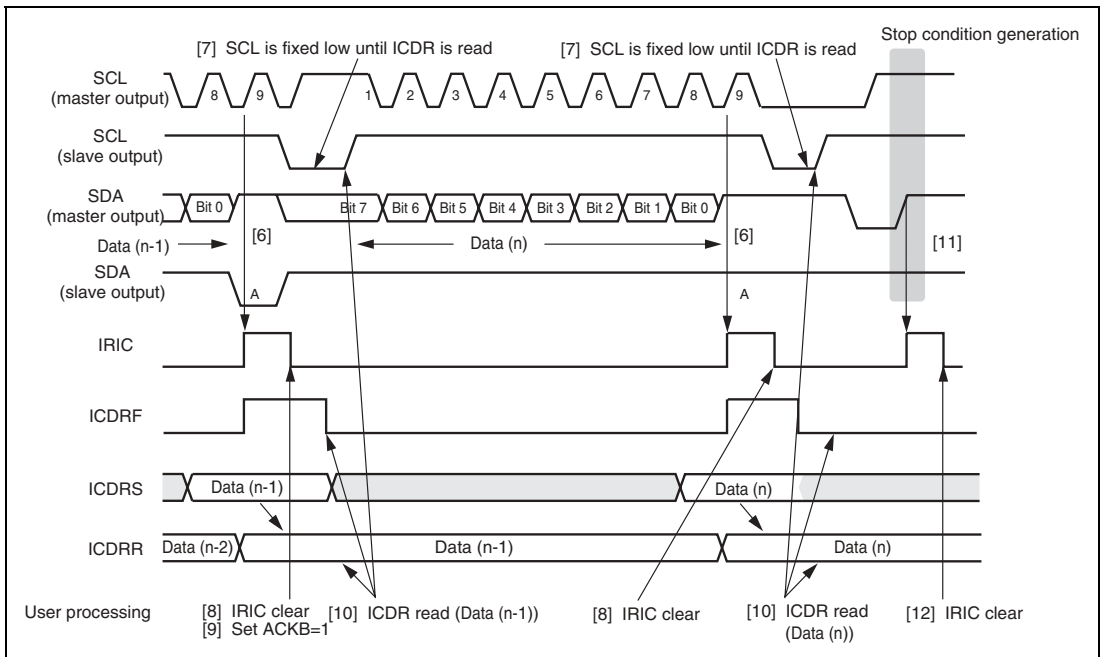 Stop condition generation
[7] SCL is fixed low until ICDR is read
[7] SCL is fixed low until ICDR is read
SCL
(master output)
8 9 1 2 3 4 5 6 7 8 9
SCL
(slave output)
SDA
(master output)
Bit 0 Bit 7 Bit 6 Bit 5 Bit 4 Bit 3 Bit 2 Bit 1 Bit 0
Data (n-1) [6] Data (n) [6] [11]
SDA
(slave output)
A A
IRIC
ICDRF
ICDRS Data (n-1) Data (n)
ICDRR Data (n-2) Data (n-1) Data (n)
User processing
[8] IRIC clear
[9] Set ACKB=1
[10] ICDR read (Data (n-1))
[8] IRIC clear
[10] ICDR read
(Data (n))
[12] IRIC clear